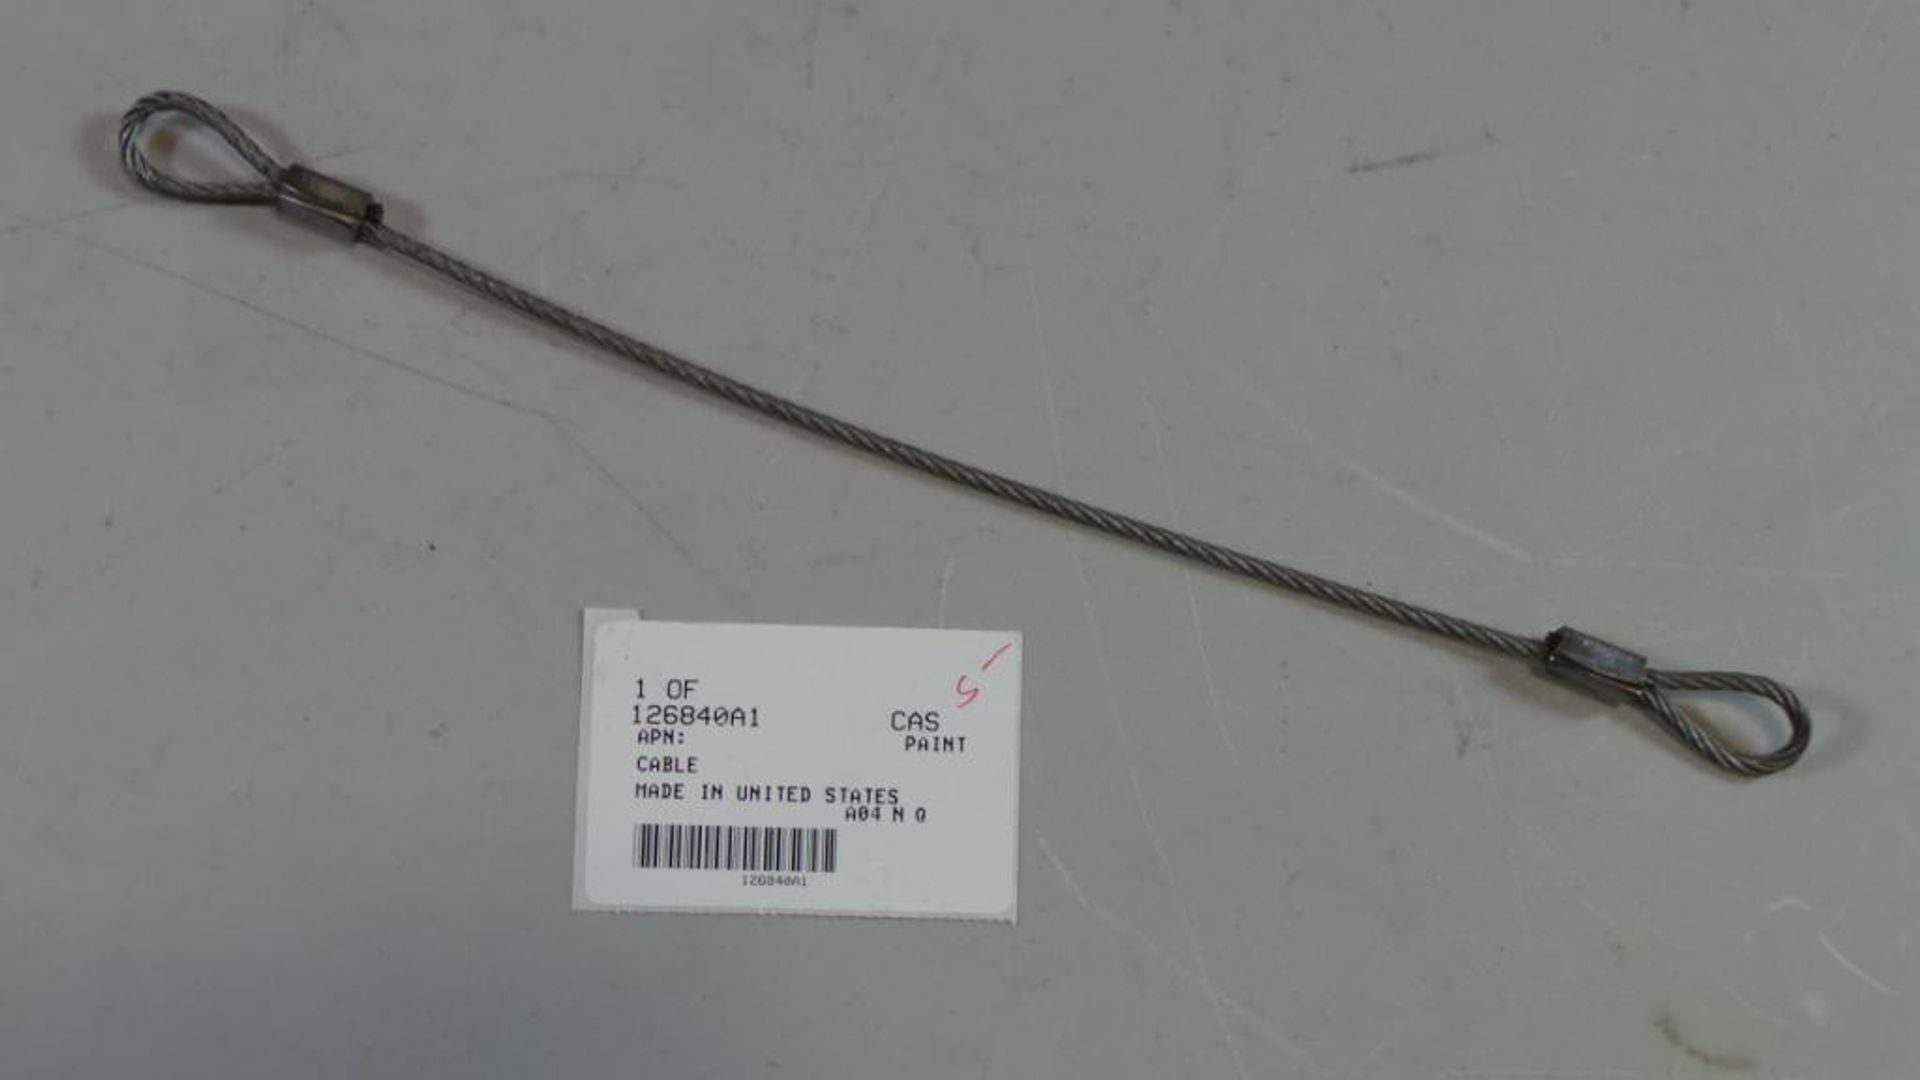 1 OF
126840A1 CAS
APN: PAINT
CABLE
MADE IN UNITED STATES
A04 N Q
126840A1